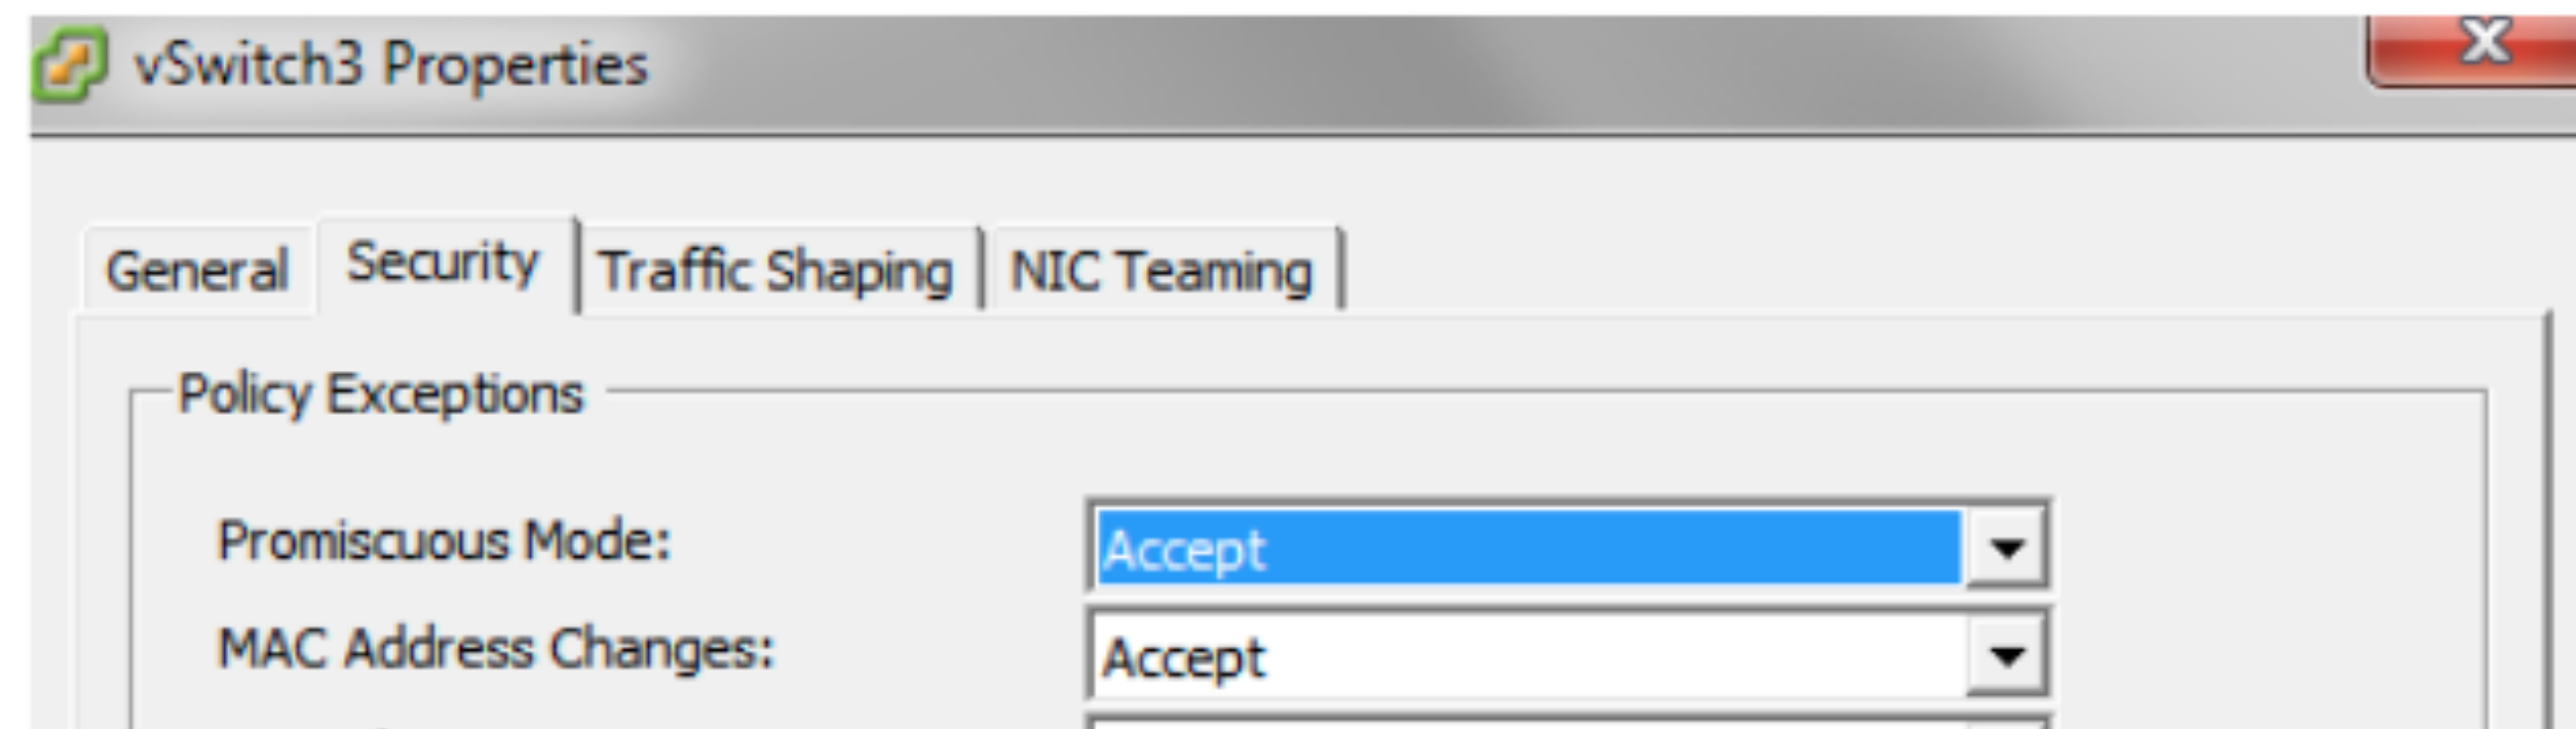 vSwitch3 Properties
General Security Traffic Shaping NIC Teaming
Policy Exceptions
Promiscuous Mode: Accept
MAC Address Changes: Accept